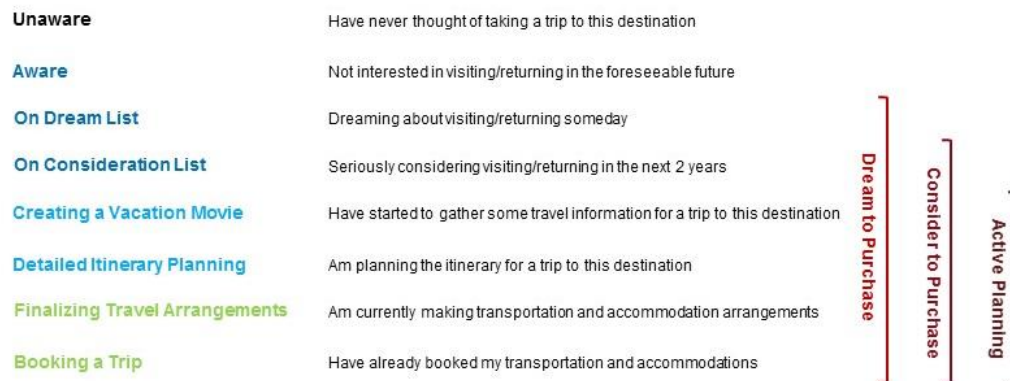 Unaware Have never thought of taking a trip to this destination
Aware Not interested in visiting/returning in the foreseeable future
On Dream List Dreaming about visiting/returning someday
On Consideration List Seriously considering visiting/returning in the next 2 years
Creating a Vacation Movie Have started to gather some travel information for a trip to this destination
Detailed Itinerary Planning Am planning the itinerary for a trip to this destination
Finalizing Travel Arrangements Am currently making transportation and accommodation arrangements
Booking a Trip Have already booked my transportation and accommodations
Dream to Purchase
Consider to Purchase
Active Planning